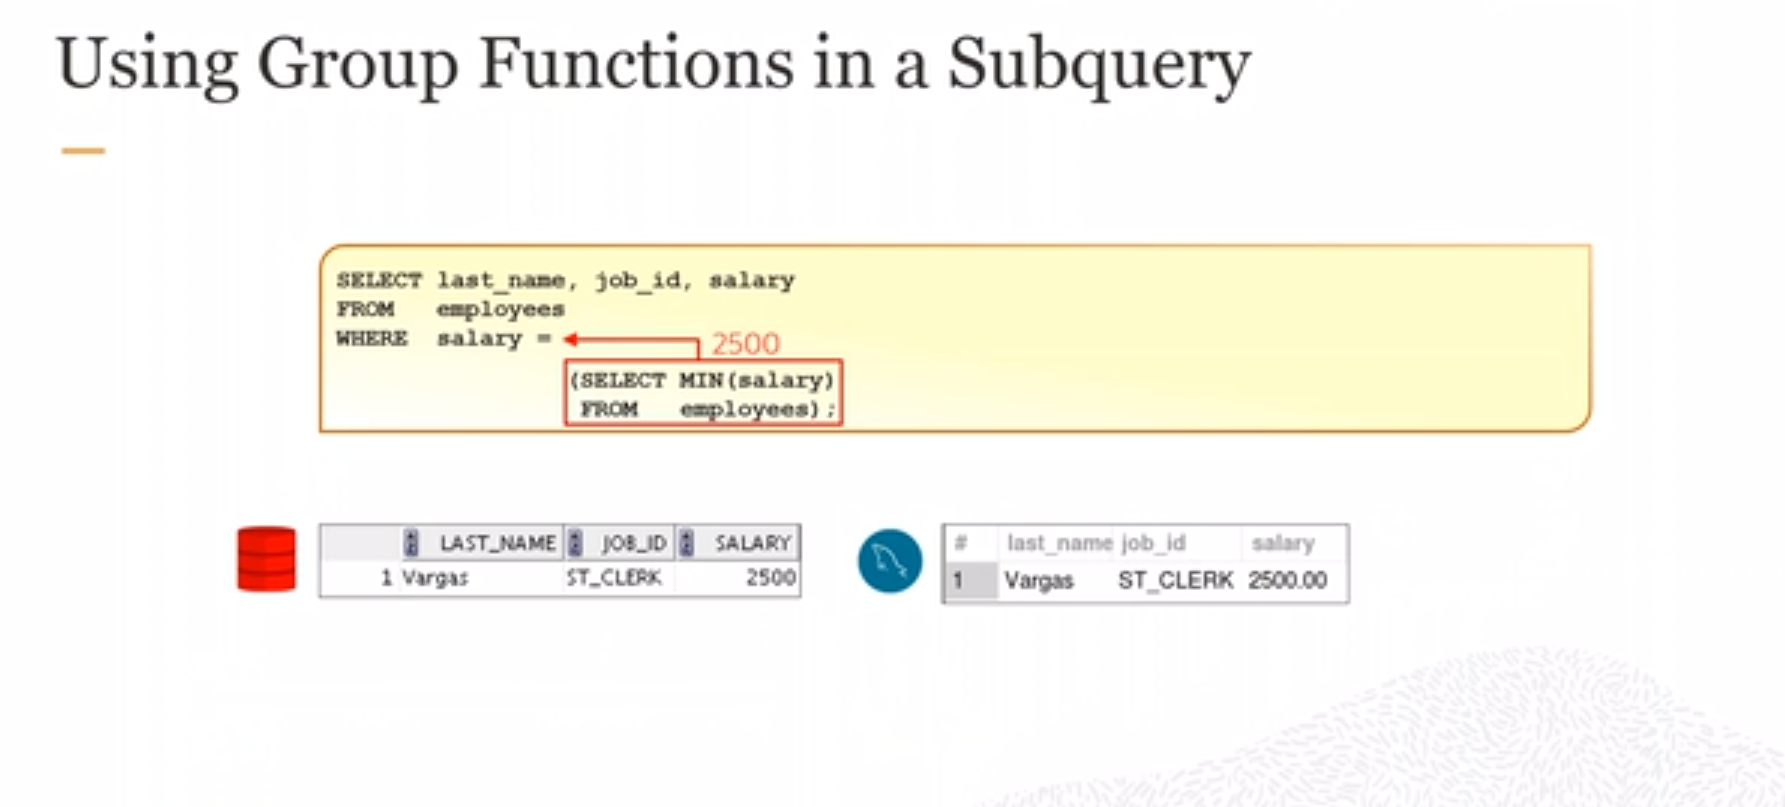 Using Group Functions in a Subquery
SELECT last_name, job_id, salary
FROM employees
WHERE salary =
2500
(SELECT MIN(salary)
FROM employees);
LAST_NAME JOB_ID SALARY
1 Vargas ST_CLERK 2500
# last_name job_id salary
1 Vargas ST_CLERK 2500.00